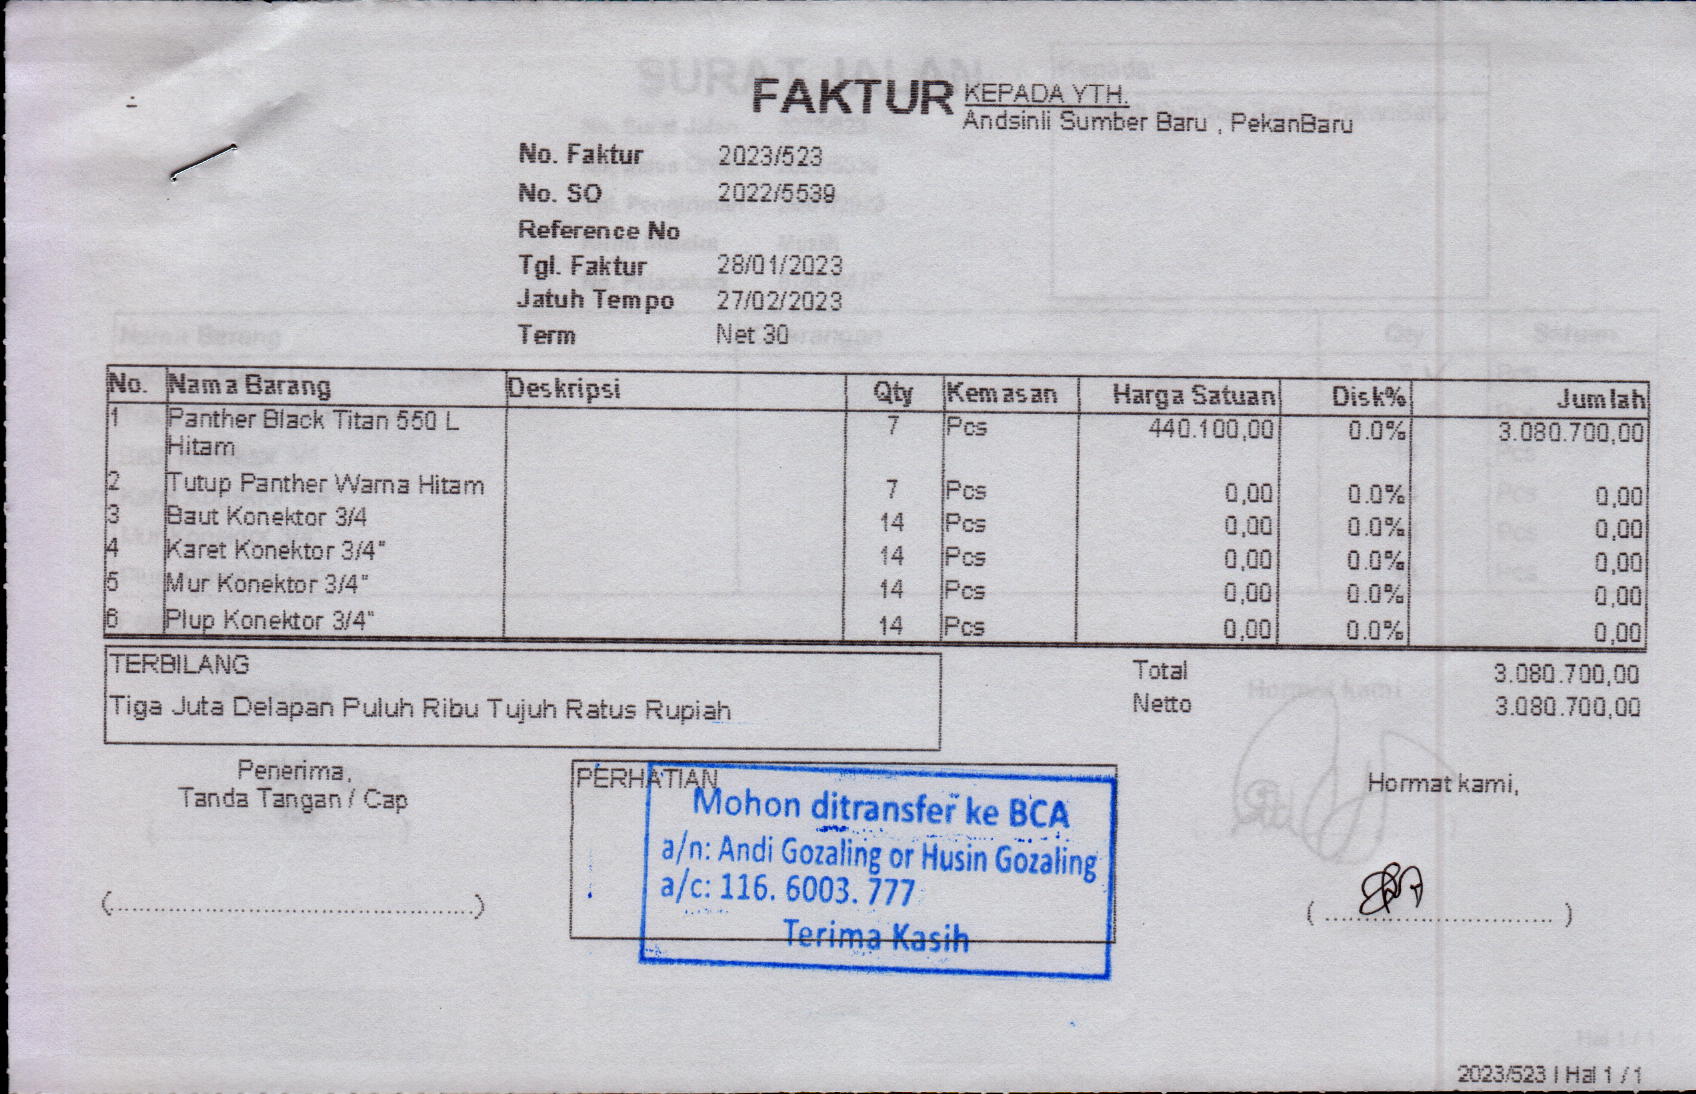 FAKTUR
KEPADA YTH.
Andsinli Sumber Baru , PekanBaru
No. Faktur 2023/523
No. SO 2022/5539
Reference No
Tgl. Faktur 28/01/2023
Jatuh Tempo 27/02/2023
Term Net 30
No. Nama Barang Deskripsi Qty Kemasan Harga Satuan Disk% Jumlah
1 Panther Black Titan 550 L 7 Pcs 440.100,00 0.0% 3.080.700,00
Hitam
2 Tutup Panther Warna Hitam 7 Pcs 0,00 0.0% 0,00
3 Baut Konektor 3/4 14 Pcs 0,00 0.0% 0,00
4 Karet Konektor 3/4" 14 Pcs 0,00 0.0% 0,00
5 Mur Konektor 3/4" 14 Pcs 0,00 0.0% 0,00
6 Plup Konektor 3/4" 14 Pcs 0,00 0.0% 0,00
TERBILANG
Tiga Juta Delapan Puluh Ribu Tujuh Ratus Rupiah
Total 3.080.700,00
Netto 3.080.700,00
Penerima,
Tanda Tangan / Cap
(................................................)
PERHATIAN
Mohon ditransfer ke BCA
a/n: Andi Gozaling or Husin Gozaling
a/c: 116. 6003. 777
Terima Kasih
Hormat kami,
( .............................. )
2023/523 | Hal 1 / 1